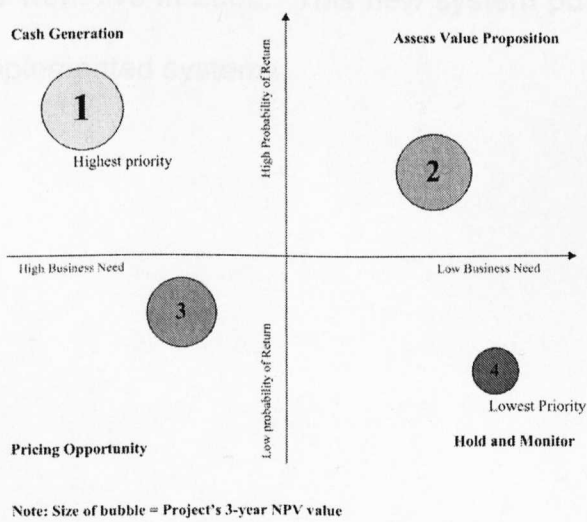 Cash Generation
Assess Value Proposition
High Probability of Return
1
Highest priority
2
High Business Need
Low Business Need
3
Low probability of Return
4
Lowest Priority
Pricing Opportunity
Hold and Monitor
Note: Size of bubble = Project's 3-year NPV value